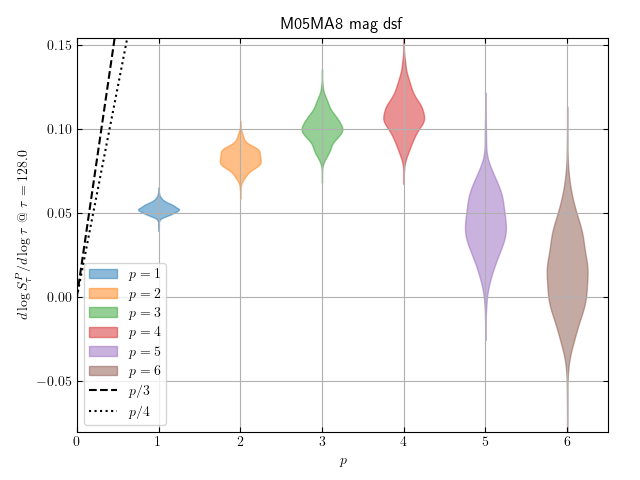 M05MA8 mag dsf
0.15
0.10
0.05
0.00
−0.05
d log S_τ^P / d log τ @ τ = 128.0
p = 1
p = 2
p = 3
p = 4
p = 5
p = 6
p/3
p/4
0 1 2 3 4 5 6
p